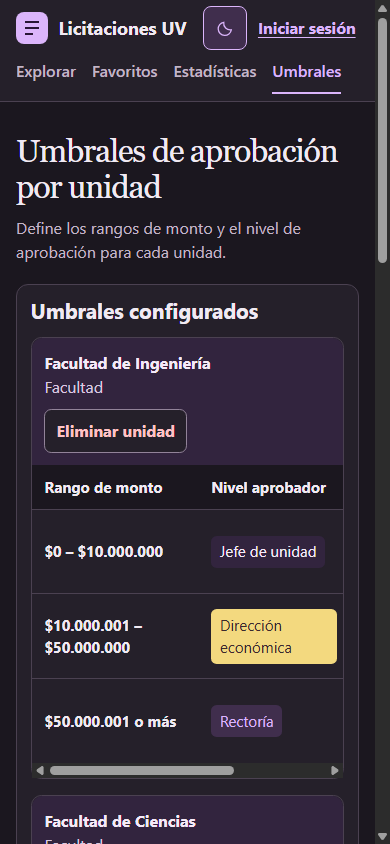 Licitaciones UV
Iniciar sesión
Explorar
Favoritos
Estadísticas
Umbrales
Umbrales de aprobación
por unidad
Define los rangos de monto y el nivel de
aprobación para cada unidad.
Umbrales configurados
Facultad de Ingeniería
Facultad
Eliminar unidad
Rango de monto
Nivel aprobador
$0 – $10.000.000
Jefe de unidad
$10.000.001 –
$50.000.000
Dirección
económica
$50.000.001 o más
Rectoría
Facultad de Ciencias
Facultad